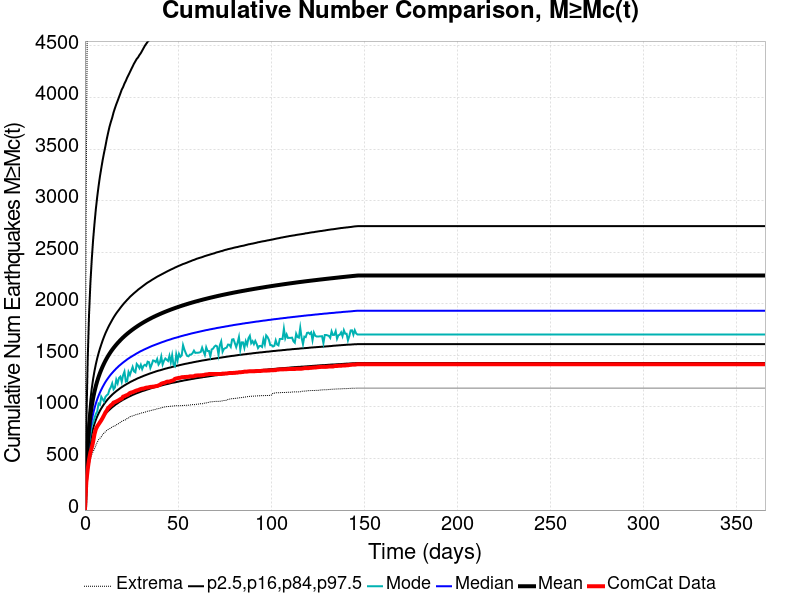 Cumulative Number Comparison, M≥Mc(t)
Cumulative Num Earthquakes M≥Mc(t)
4500
4000
3500
3000
2500
2000
1500
1000
500
0
0 50 100 150 200 250 300 350
Time (days)
Extrema p2.5,p16,p84,p97.5 Mode Median Mean ComCat Data